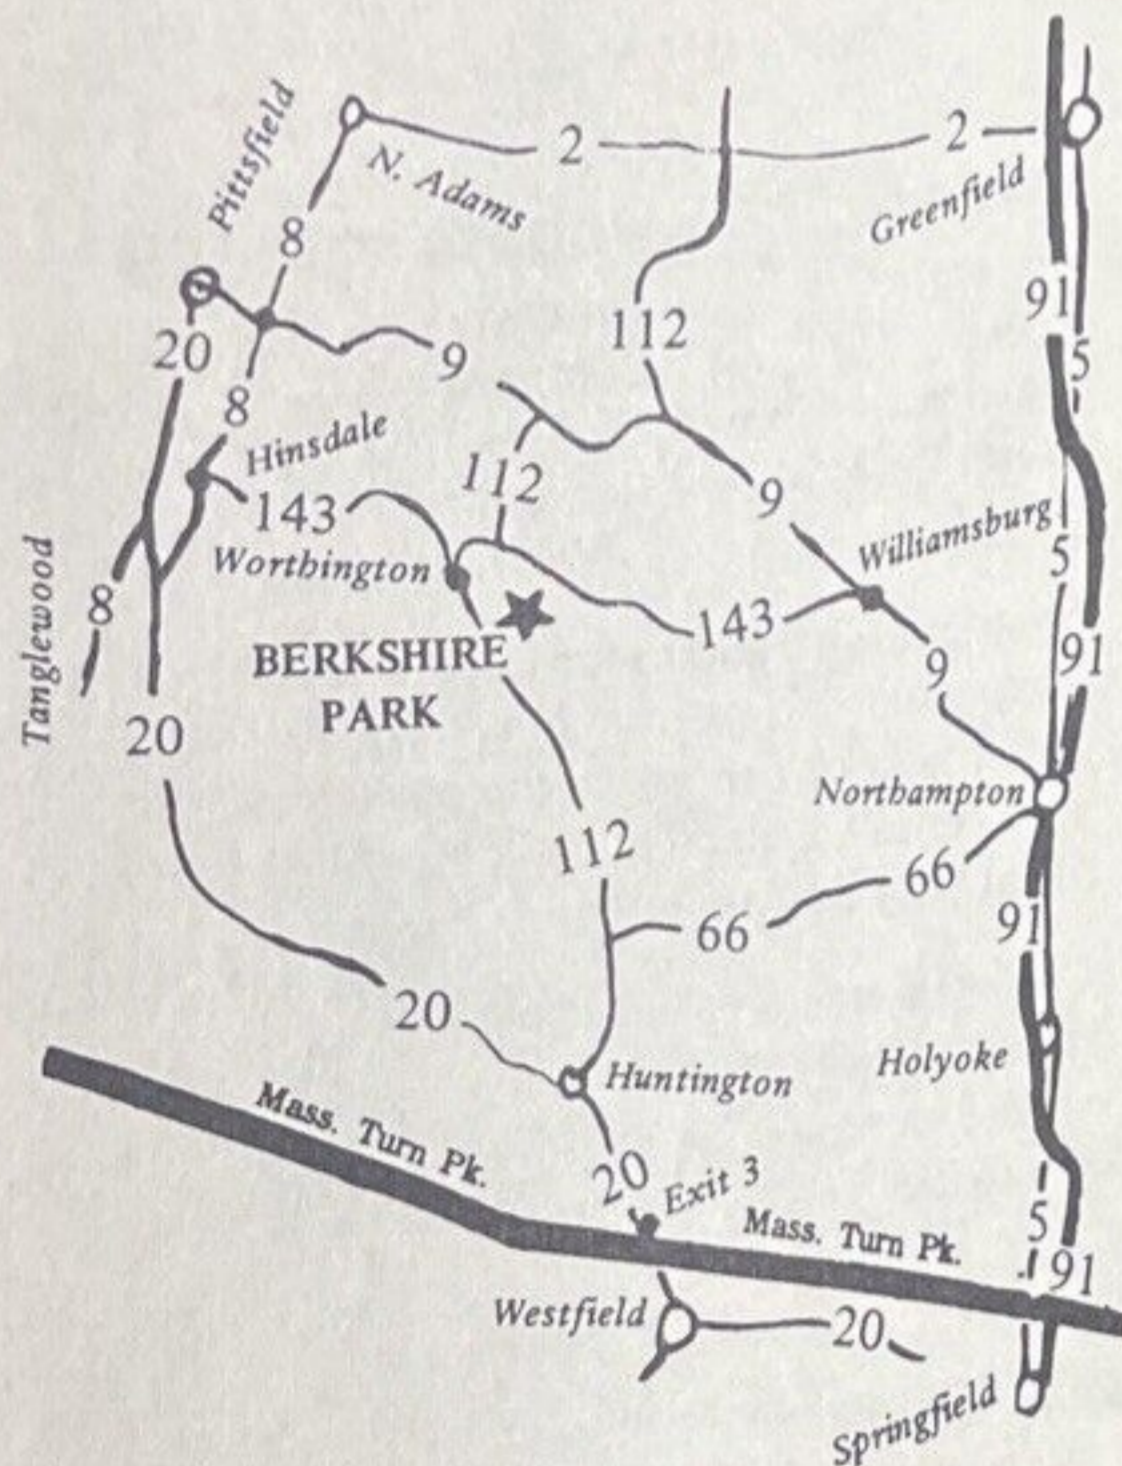 Pittsfield
N. Adams
2
2
Greenfield
8
91
20
112
5
9
8
Hinsdale
112
9
143
Williamsburg
Worthington
5
Tanglewood
8
143
BERKSHIRE
PARK
9
91
20
Northampton
112
66
66
91
20
Holyoke
Huntington
Mass. Turn Pk.
20
Exit 3
Mass. Turn Pk.
5
91
Westfield
20
Springfield